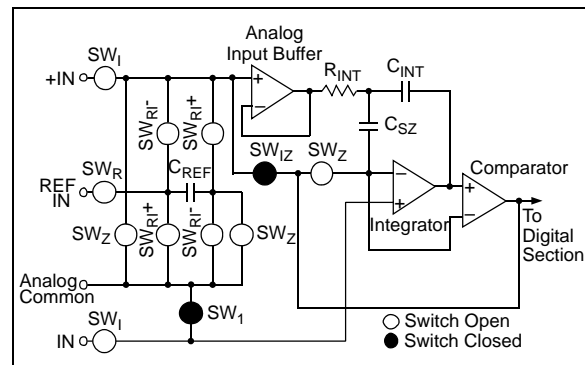 Analog
Input Buffer
SW_I
+IN
+
−
R_INT
C_INT
SW_RI-
SW_RI+
C_SZ
SW_R
C_REF
SW_IZ
SW_Z
REF
IN
−
+
Integrator
Comparator
+
−
To
Digital
Section
SW_Z
SW_RI+
SW_RI-
SW_Z
Analog
Common
SW_1
SW_I
IN
Switch Open
Switch Closed